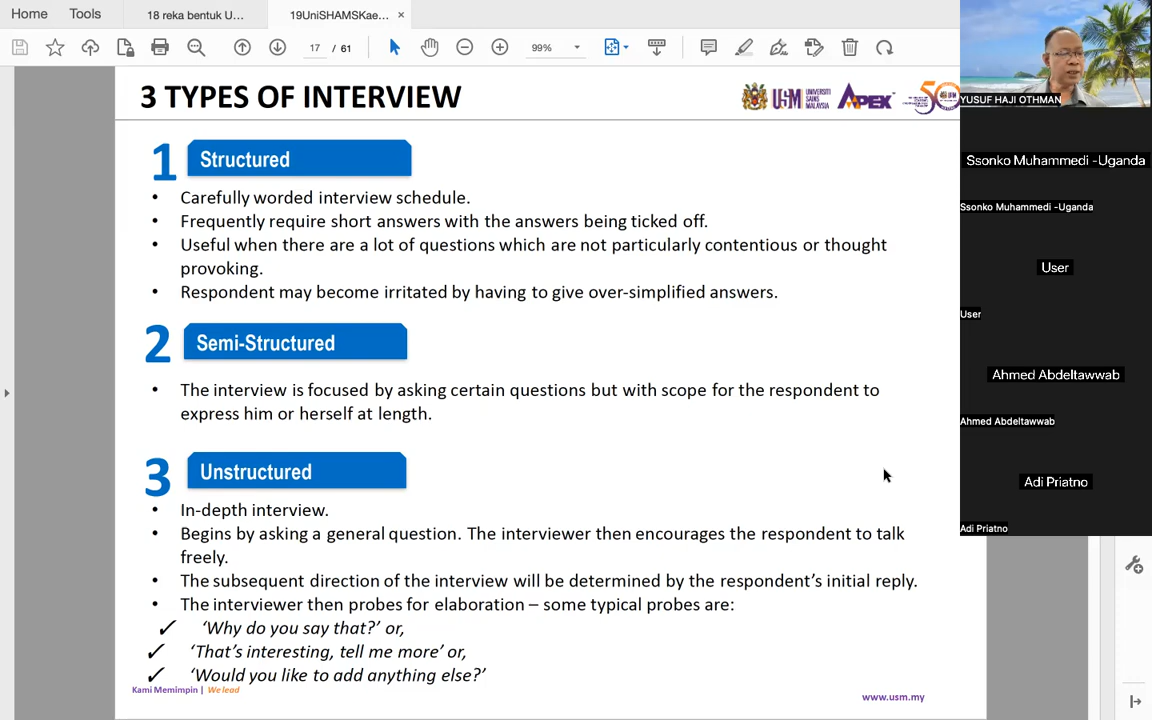 Home Tools 18 reka bentuk U... 19UniSHAMSKae... ×
17 / 61 99%
3 TYPES OF INTERVIEW
USM UNIVERSITI SAINS MALAYSIA APEX 50
1 Structured
• Carefully worded interview schedule.
• Frequently require short answers with the answers being ticked off.
• Useful when there are a lot of questions which are not particularly contentious or thought
provoking.
• Respondent may become irritated by having to give over-simplified answers.
2 Semi-Structured
• The interview is focused by asking certain questions but with scope for the respondent to
express him or herself at length.
3 Unstructured
• In-depth interview.
• Begins by asking a general question. The interviewer then encourages the respondent to talk
freely.
• The subsequent direction of the interview will be determined by the respondent's initial reply.
• The interviewer then probes for elaboration – some typical probes are:
✓ ‘Why do you say that?’ or,
✓ ‘That’s interesting, tell me more’ or,
✓ ‘Would you like to add anything else?’
Kami Memimpin | We lead
www.usm.my
YUSUF HAJI OTHMAN
Ssonko Muhammedi -Uganda
Ssonko Muhammedi -Uganda
User
User
Ahmed Abdeltawwab
Ahmed Abdeltawwab
Adi Priatno
Adi Priatno